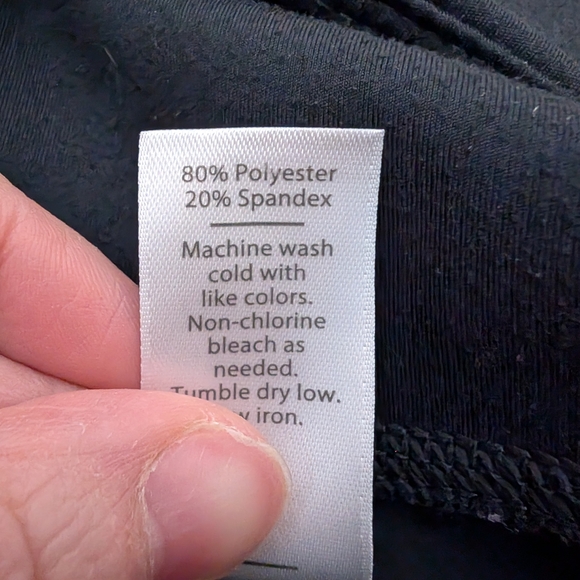 80% Polyester
20% Spandex
Machine wash
cold with
like colors.
Non-chlorine
bleach as
needed.
Tumble dry low.
iron.